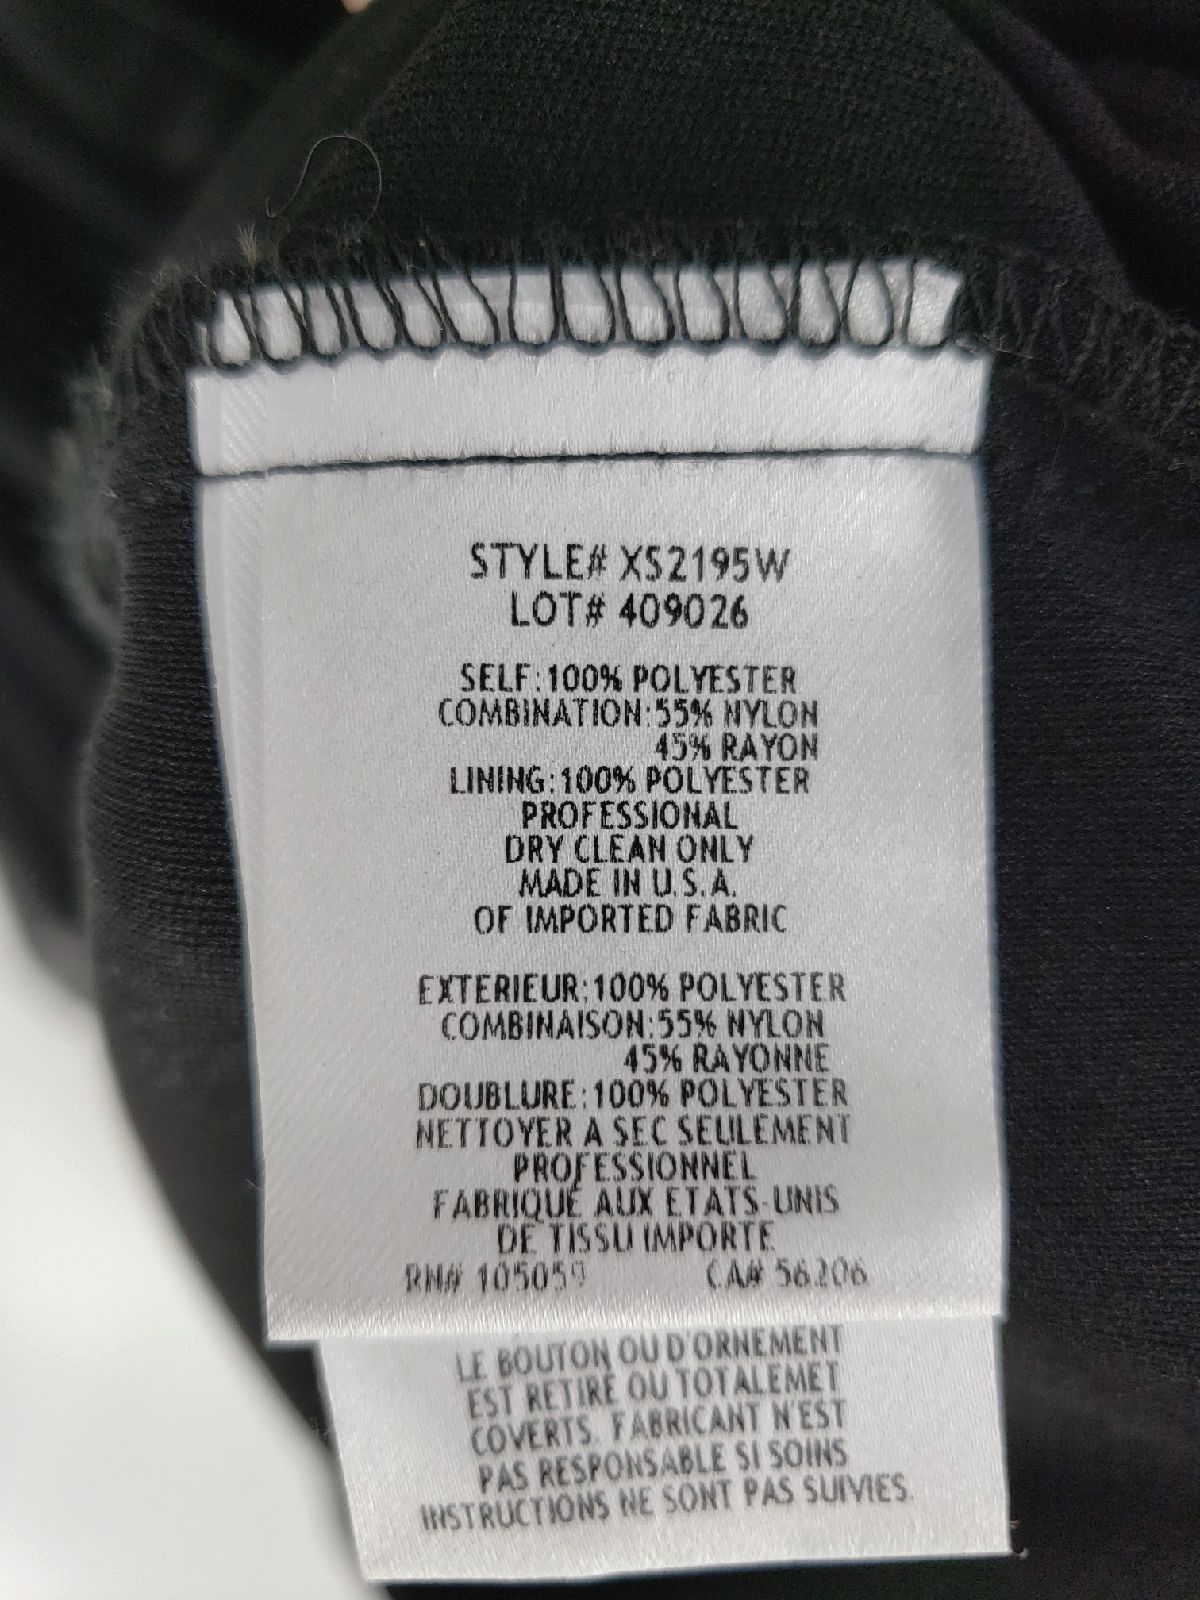 STYLE# XS2195W
LOT# 409026
SELF:100% POLYESTER
COMBINATION:55% NYLON
45% RAYON
LINING:100% POLYESTER
PROFESSIONAL
DRY CLEAN ONLY
MADE IN U.S.A.
OF IMPORTED FABRIC
EXTERIEUR:100% POLYESTER
COMBINAISON:55% NYLON
45% RAYONNE
DOUBLURE:100% POLYESTER
NETTOYER A SEC SEULEMENT
PROFESSIONNEL
FABRIQUÉ AUX ETATS-UNIS
DE TISSU IMPORTE
RN# 105059 CA# 56206
LE BOUTON OU D'ORNEMENT
EST RETIRE OU TOTALEMET
COVERTS. FABRICANT N'EST
PAS RESPONSABLE SI SOINS
INSTRUCTIONS NE SONT PAS SUIVIES.